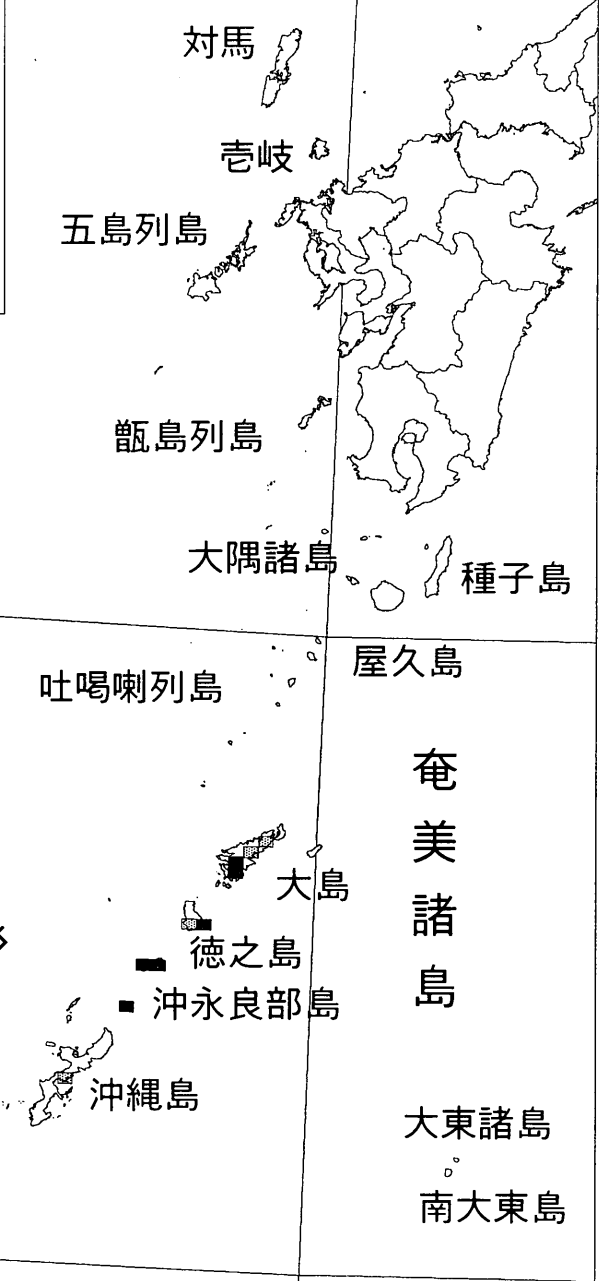 対馬
壱岐
五島列島
甑島列島
大隅諸島
種子島
屋久島
吐喝喇列島
奄美諸島
大島
徳之島
沖永良部島
沖縄島
大東諸島
南大東島